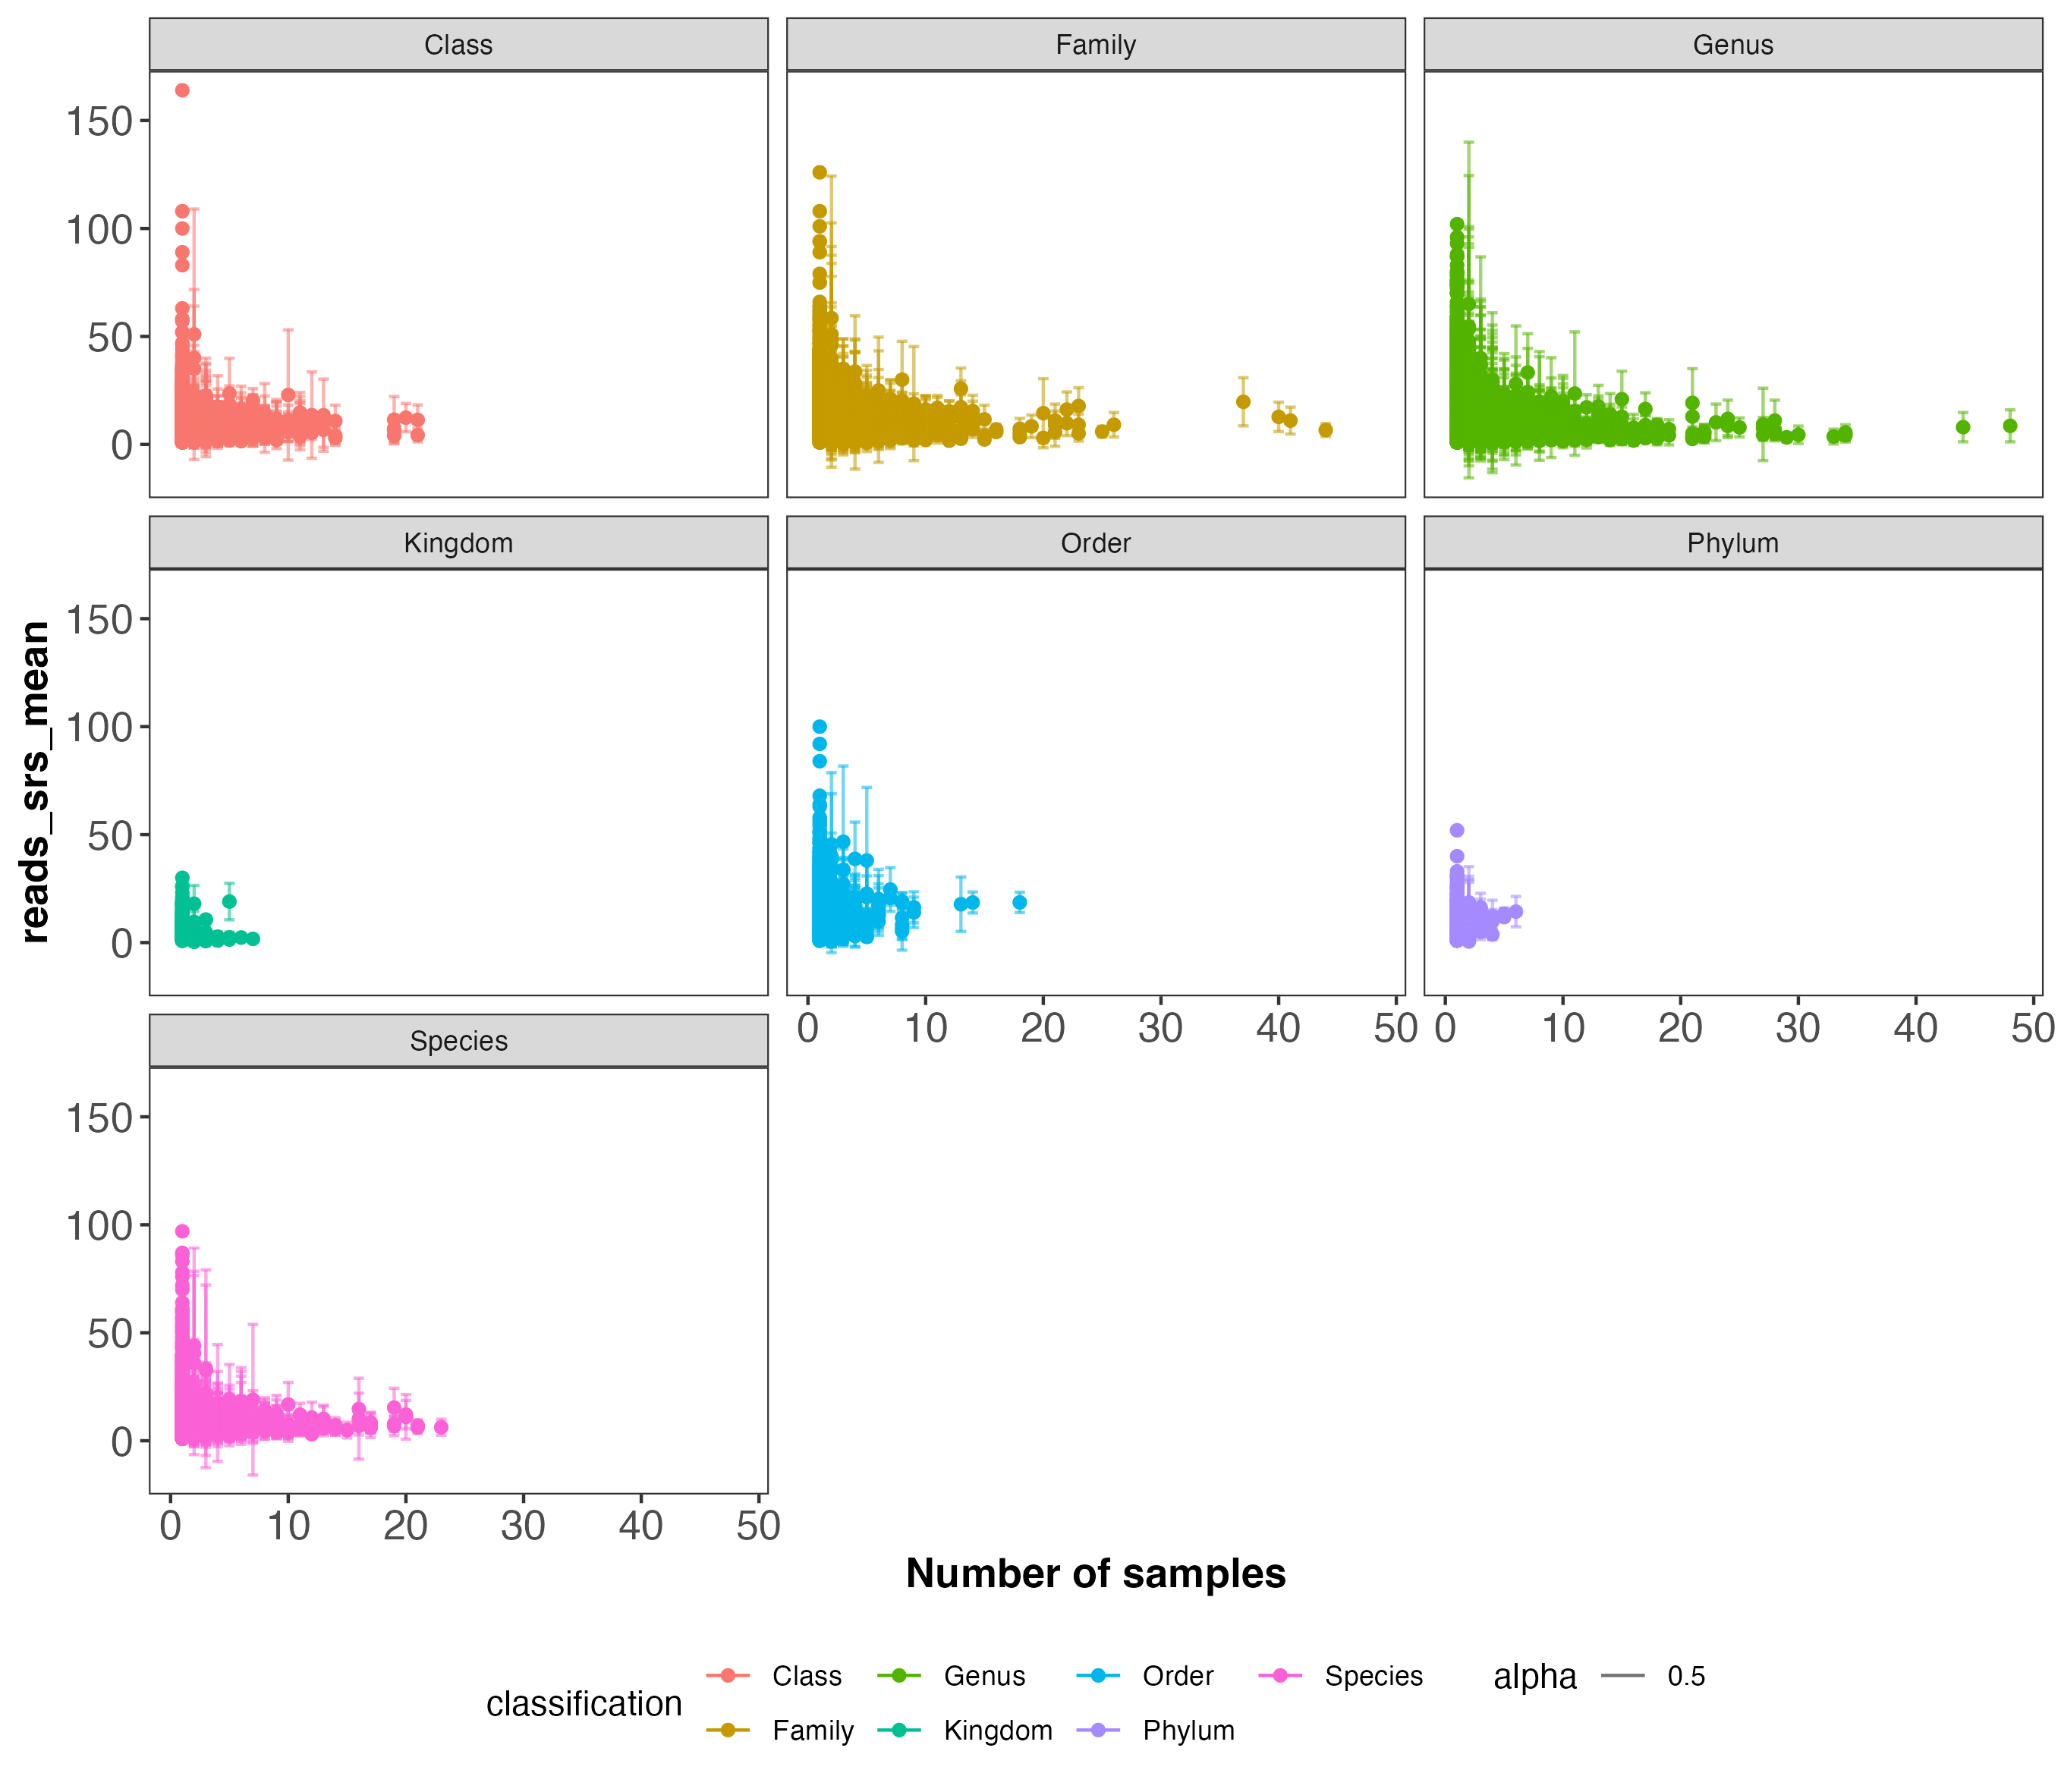 Class Family Genus
150
100
50
0
Kingdom Order Phylum
150
100
50
0
0 10 20 30 40 50 0 10 20 30 40 50
reads_srs_mean
Species
150
100
50
0
0 10 20 30 40 50
Number of samples
classification
Class Genus Order Species
Family Kingdom Phylum
alpha 0.5